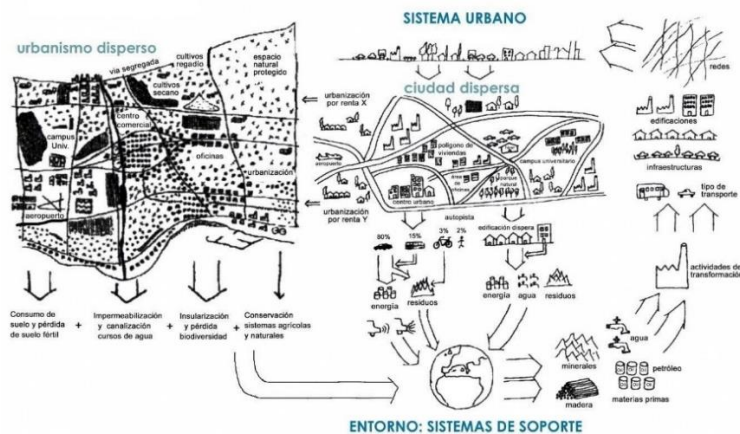 SISTEMA URBANO
urbanismo disperso
vía segregada
cultivos
regadío
cultivos
secano
espacio
natural
protegido
centro
comercial
campus
Univ.
oficinas
urbanización
aeropuerto
Consumo de
suelo y pérdida
de suelo fértil
+
Impermeabilización
y canalización
cursos de agua
+
Insularización
y pérdida
biodiversidad
+
Conservación
sistemas agrícolas
y naturales
ciudad dispersa
urbanización
por renta X
aeropuerto
urbanización
por renta Y
polígono de
viviendas
campus universitario
parque
natural
centro urbano
autopista
edificación dispera
80%
15%
3%
2%
energía
residuos
energía
agua
residuos
redes
edificaciones
infraestructuras
tipo de
transporte
actividades de
transformación
agua
minerales
petróleo
madera
materias primas
ENTORNO: SISTEMAS DE SOPORTE